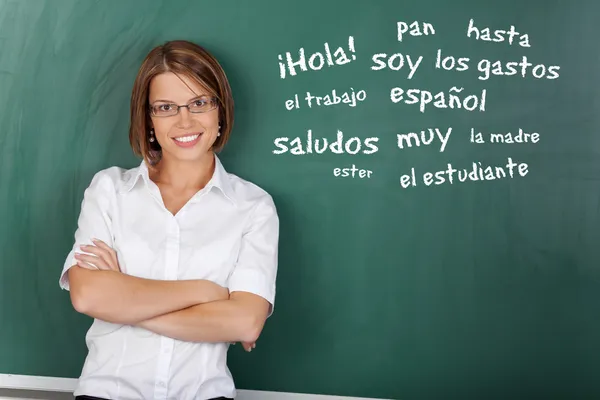 pan hasta
¡Hola! soy los gastos
el trabajo español
saludos muy la madre
ester el estudiante